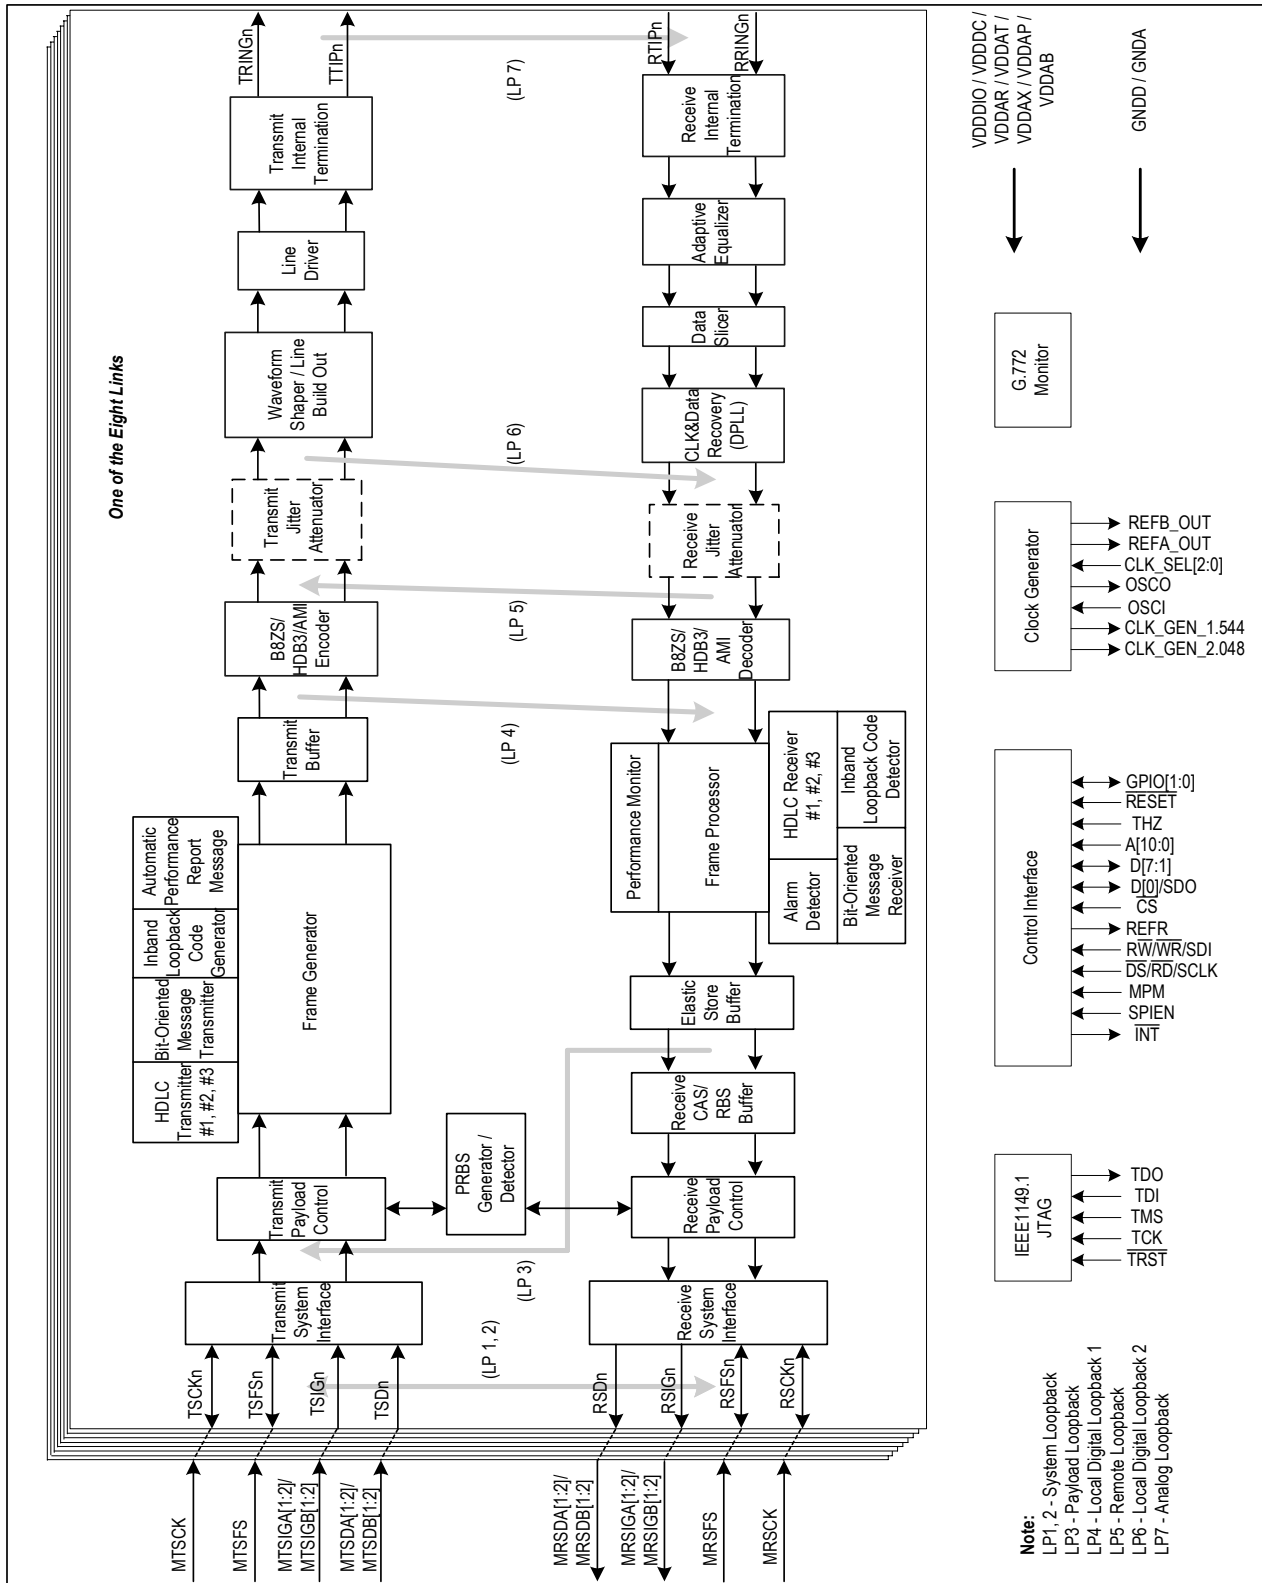 One of the Eight Links
TRINGn
TTIPn
(LP 7)
RTIPn
RRINGn
VDDDIO / VDDDC /
VDDAR / VDDAT /
VDDAX / VDDAP /
VDDAB
GNDD / GNDA
Transmit
Internal
Termination
Receive
Internal
Termination
Line
Driver
Adaptive
Equalizer
Waveform
Shaper / Line
Build Out
Data
Slicer
CLK&Data
Recovery
(DPLL)
G.772
Monitor
(LP 6)
Transmit
Jitter
Attenuator
Receive
Jitter
Attenuator
(LP 5)
B8ZS/
HDB3/AMI
Encoder
B8ZS/
HDB3/
AMI
Decoder
Clock Generator
REFB_OUT
REFA_OUT
CLK_SEL[2:0]
OSCO
OSCI
CLK_GEN_1.544
CLK_GEN_2.048
Transmit
Buffer
(LP 4)
Automatic
Performance
Report
Message
Inband
Loopback
Code
Generator
Bit-Oriented
Message
Transmitter
HDLC
Transmitter
#1, #2, #3
Frame Generator
Performance Monitor
Frame Processor
HDLC Receiver
#1, #2, #3
Inband
Loopback Code
Detector
Alarm
Detector
Bit-Oriented
Message
Receiver
Control Interface
GPIO[1:0]
RESET
THZ
A[10:0]
D[7:1]
D[0]/SDO
CS
REFR
RW/WR/SDI
DS/RD/SCLK
MPM
SPIEN
INT
Elastic
Store
Buffer
Receive
CAS/
RBS
Buffer
PRBS
Generator /
Detector
Transmit
Payload
Control
Receive
Payload
Control
(LP 3)
IEEE1149.1
JTAG
TDO
TDI
TMS
TCK
TRST
Transmit
System
Interface
Receive
System
Interface
(LP 1, 2)
TSCKn
TSFSn
TSIGn
TSDn
RSDn
RSIGn
RSFSn
RSCKn
MTSCK
MTSFS
MTSIGA[1:2]/
MTSIGB[1:2]
MTSDA[1:2]/
MTSDB[1:2]
MRSDA[1:2]/
MRSDB[1:2]
MRSIGA[1:2]/
MRSIGB[1:2]
MRSFS
MRSCK
Note:
LP1, 2 - System Loopback
LP3 - Payload Loopback
LP4 - Local Digital Loopback 1
LP5 - Remote Loopback
LP6 - Local Digital Loopback 2
LP7 - Analog Loopback